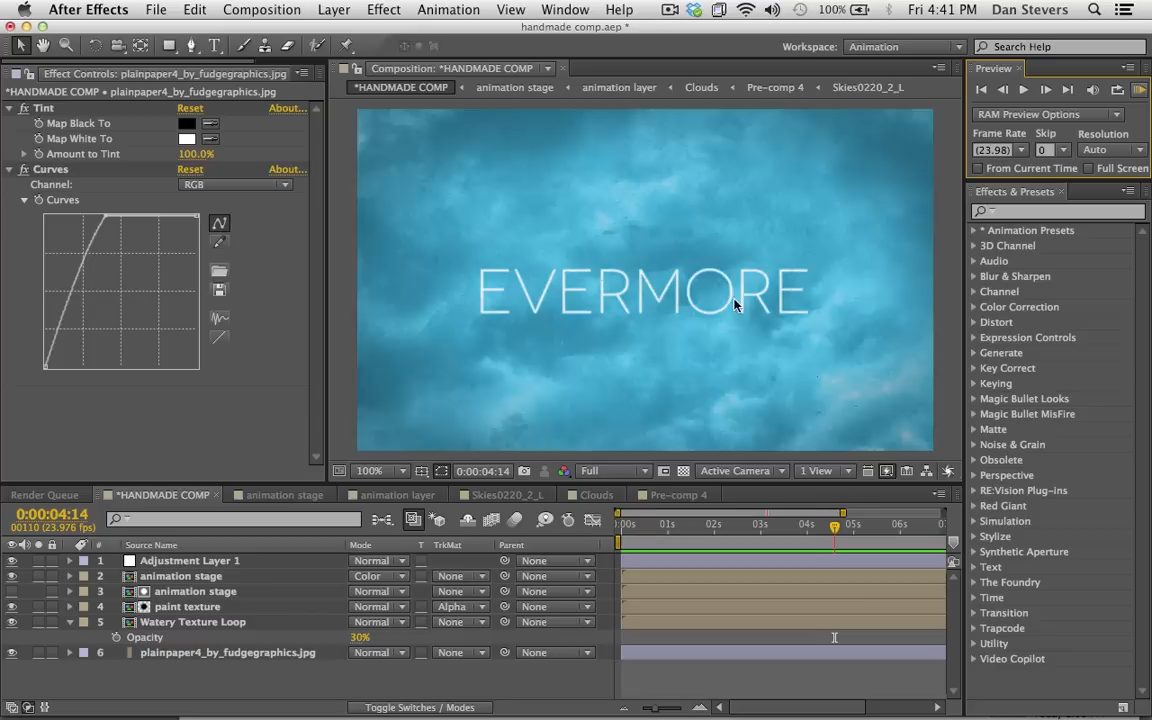 After Effects File Edit Composition Layer Effect Animation View Window Help 100% Fri 4:41 PM Dan Stevens
handmade comp.aep *
Workspace: Animation Search Help
Effect Controls: plainpaper4_by_fudgegraphics.jpg
*HANDMADE COMP • plainpaper4_by_fudgegraphics.jpg
fx Tint Reset About...
Map Black To
Map White To
Amount to Tint 100.0%
fx Curves Reset About...
Channel: RGB
Curves
Composition: *HANDMADE COMP
*HANDMADE COMP animation stage animation layer Clouds Pre-comp 4 Skies0220_2_L
EVERMORE
100% 0:00:04:14 Full Active Camera 1 View
Preview
RAM Preview Options
Frame Rate Skip Resolution
(23.98) 0 Auto
From Current Time Full Screen
Effects & Presets
* Animation Presets
3D Channel
Audio
Blur & Sharpen
Channel
Color Correction
Distort
Expression Controls
Generate
Key Correct
Keying
Magic Bullet Looks
Magic Bullet MisFire
Matte
Noise & Grain
Obsolete
Perspective
RE:Vision Plug-ins
Red Giant
Simulation
Stylize
Synthetic Aperture
Text
The Foundry
Time
Transition
Trapcode
Utility
Video Copilot
Render Queue *HANDMADE COMP animation stage animation layer Skies0220_2_L Clouds Pre-comp 4
0:00:04:14
00110 (23.976 fps)
:00s 01s 02s 03s 04s 05s 06s
# Source Name Mode T TrkMat Parent
1 Adjustment Layer 1 Normal None
2 animation stage Color None None
3 animation stage Normal None None
4 paint texture Normal Alpha None
5 Watery Texture Loop Normal None None
Opacity 30%
6 plainpaper4_by_fudgegraphics.jpg Normal None None
Toggle Switches / Modes